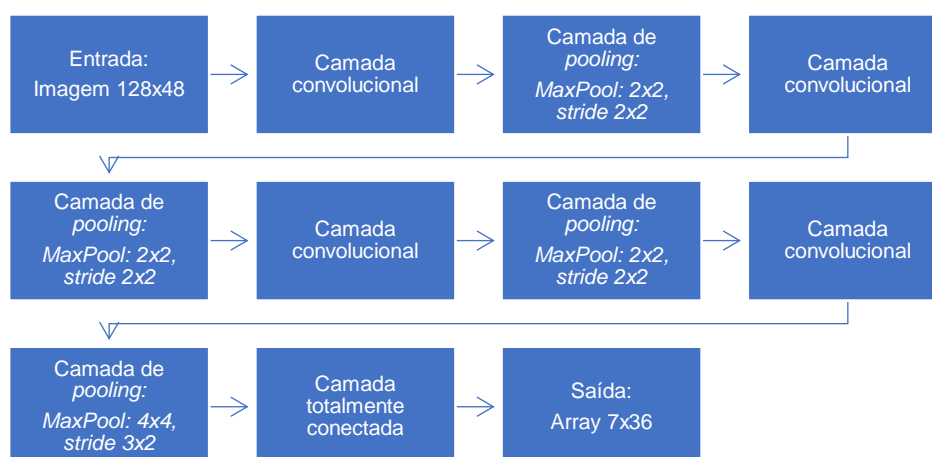 Entrada:
Imagem 128x48
Camada
convolucional
Camada de
pooling:
MaxPool: 2x2,
stride 2x2
Camada
convolucional
Camada de
pooling:
MaxPool: 2x2,
stride 2x2
Camada
convolucional
Camada de
pooling:
MaxPool: 2x2,
stride 2x2
Camada
convolucional
Camada de
pooling:
MaxPool: 4x4,
stride 3x2
Camada
totalmente
conectada
Saída:
Array 7x36